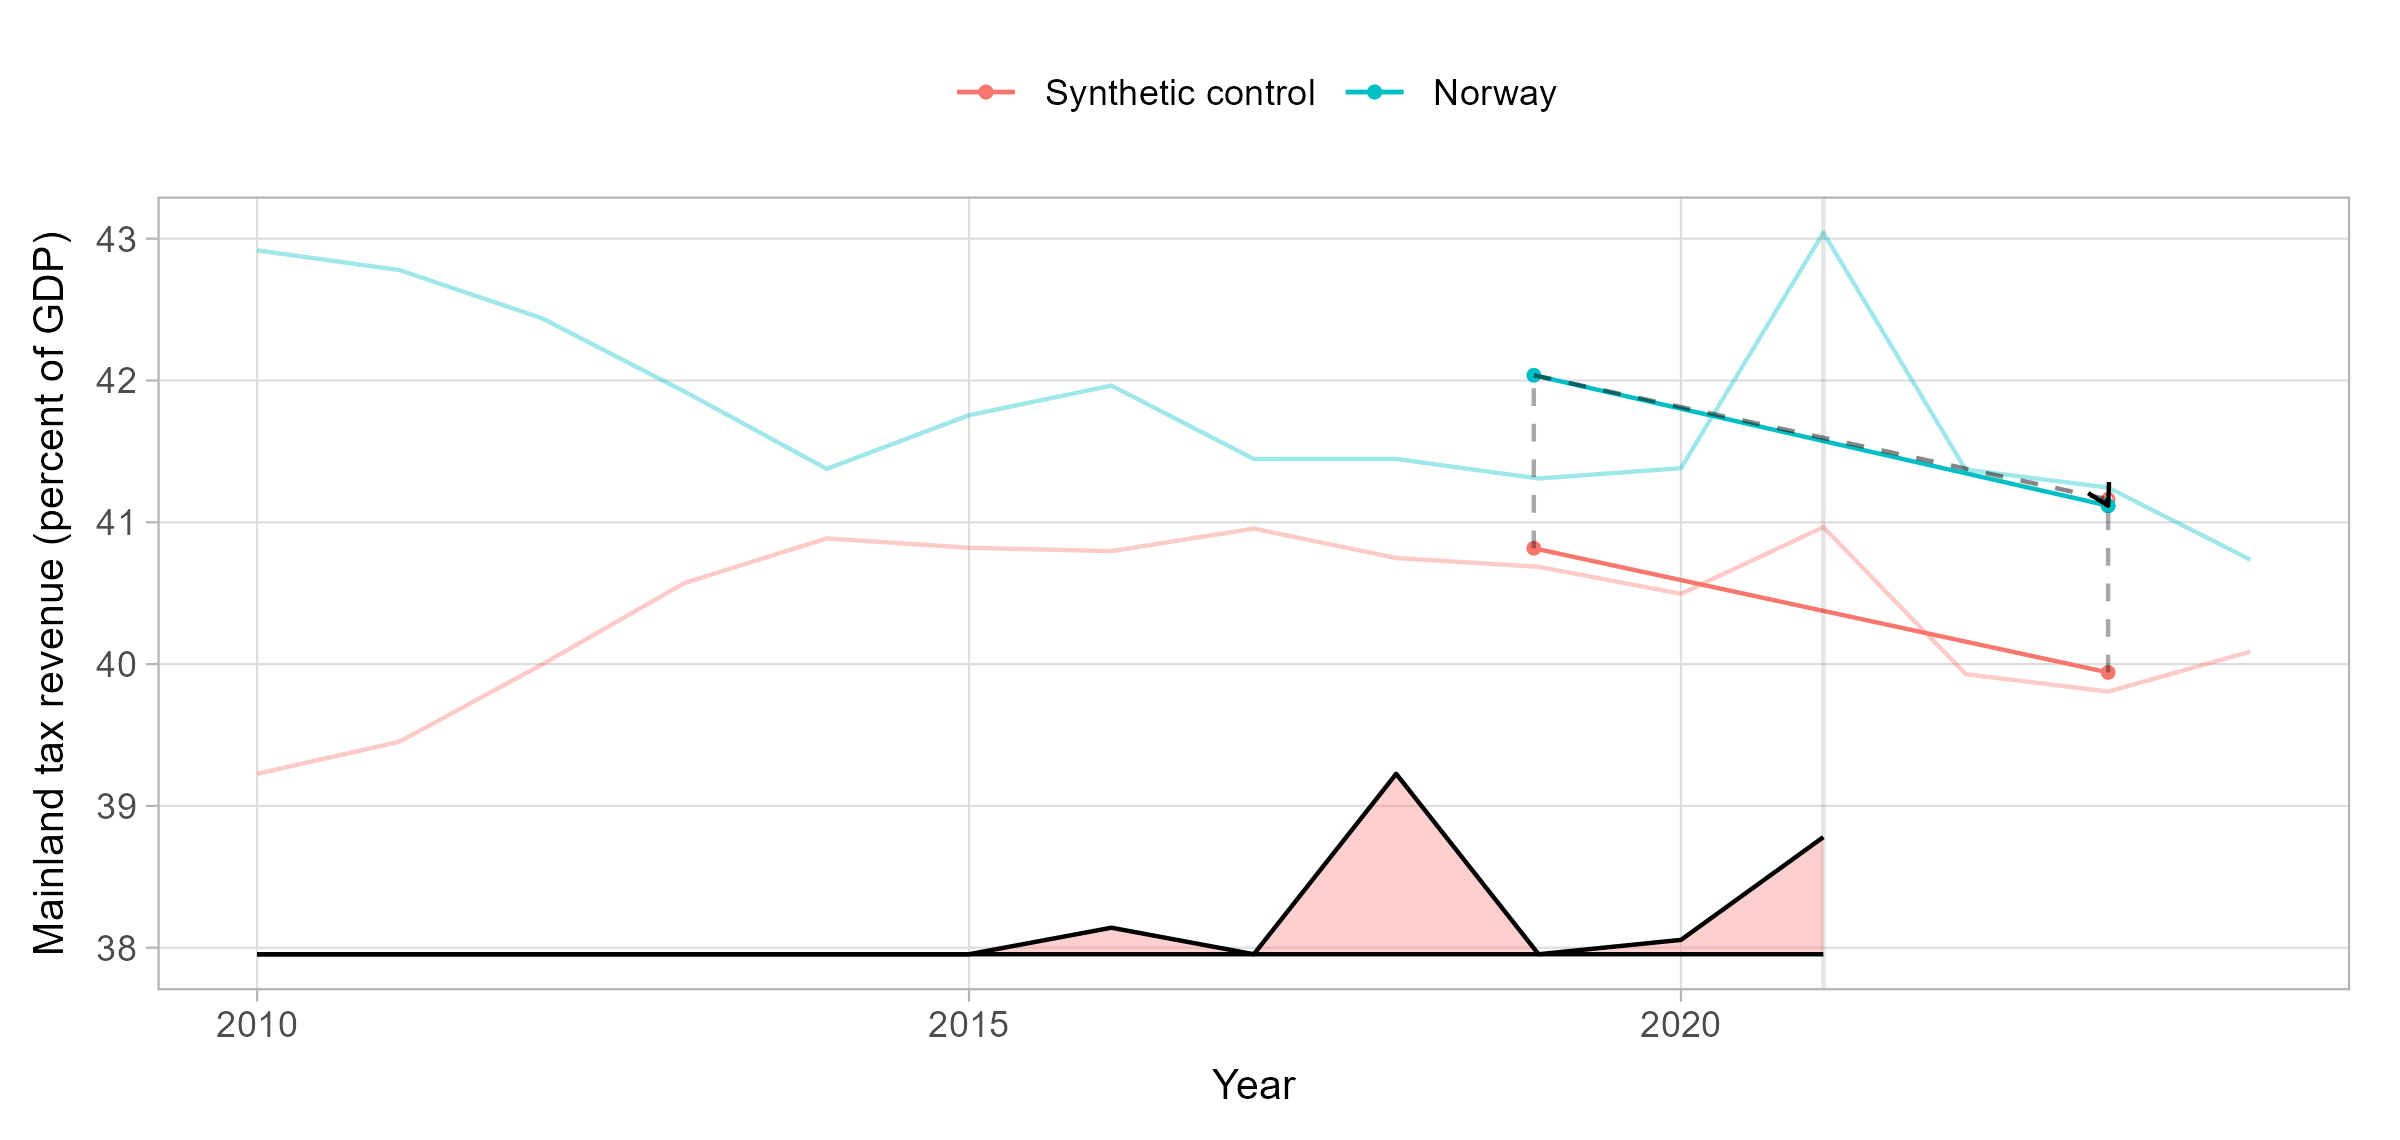 Synthetic control Norway
Mainland tax revenue (percent of GDP)
43
42
41
40
39
38
2010 2015 2020
Year